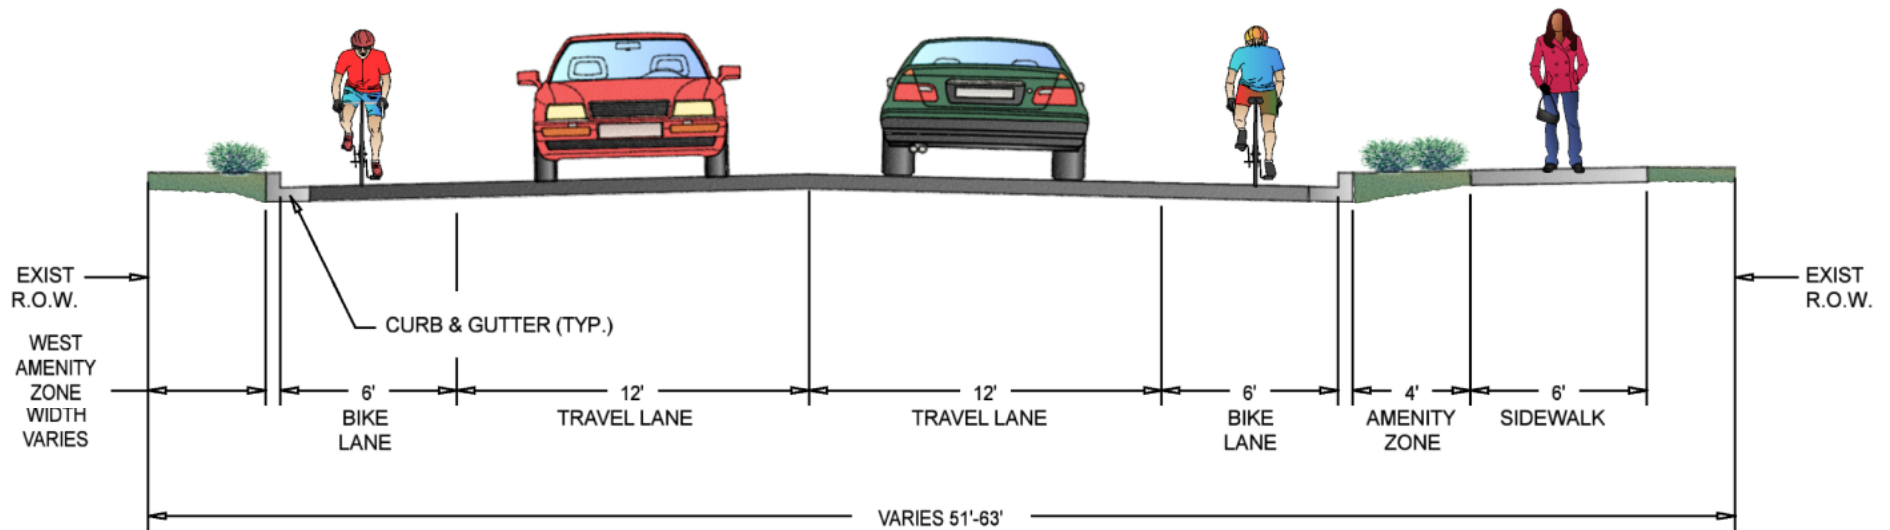 EXIST
R.O.W.
EXIST
R.O.W.
CURB & GUTTER (TYP.)
WEST
AMENITY
ZONE
WIDTH
VARIES
6'
BIKE
LANE
12'
TRAVEL LANE
12'
TRAVEL LANE
6'
BIKE
LANE
4'
AMENITY
ZONE
6'
SIDEWALK
VARIES 51'-63'